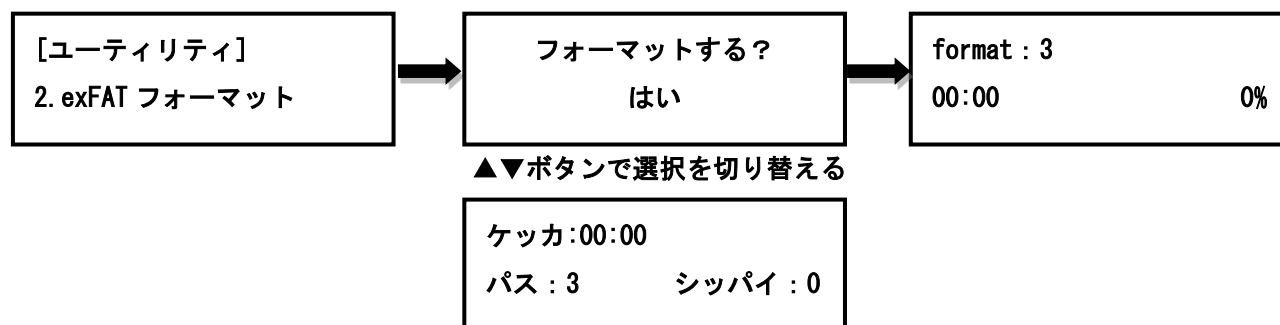 [ユーティリティ]
2.exFAT フォーマット
フォーマットする？
はい
format：3
00:00 0%
▲▼ボタンで選択を切り替える
ケッカ:00:00
パス：3 シッパイ：0